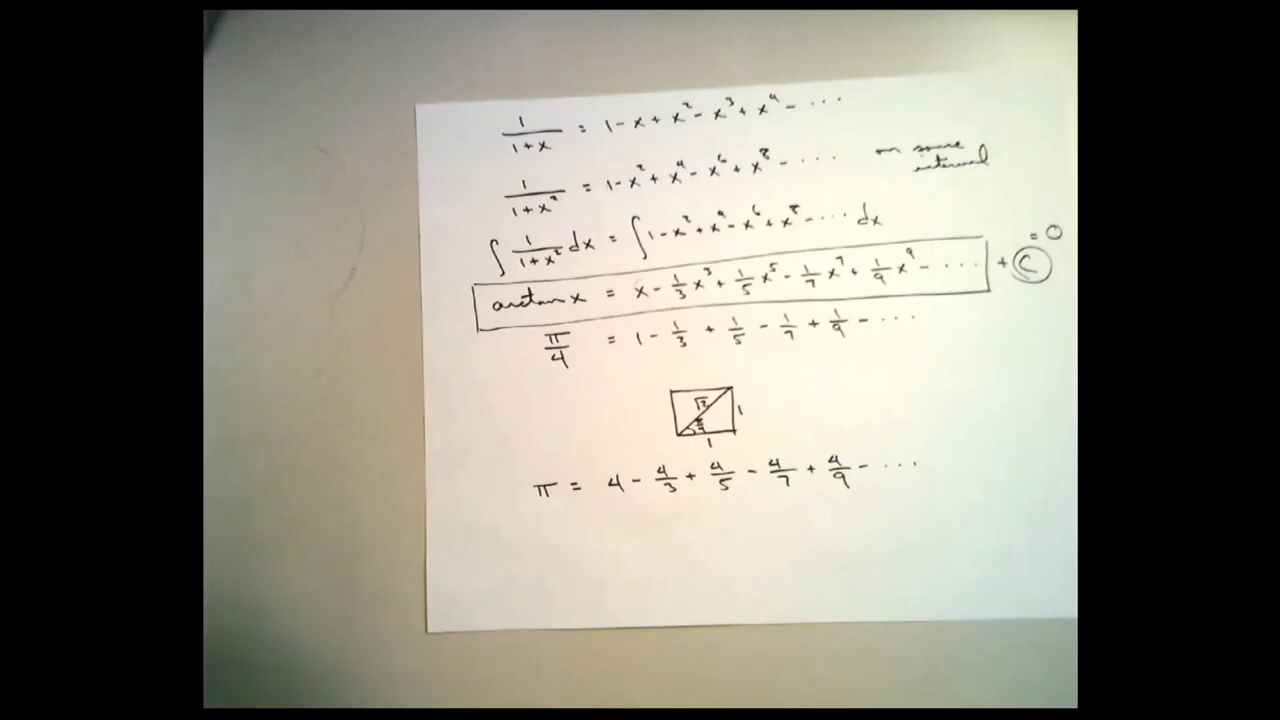 1/(1+x) = 1 - x + x² - x³ + x⁴ - ...
1/(1+x²) = 1 - x² + x⁴ - x⁶ + x⁸ - .... on some interval
∫ 1/(1+x²) dx = ∫ 1 - x² + x⁴ - x⁶ + x⁸ - .... dx
arctan x = x - 1/3 x³ + 1/5 x⁵ - 1/7 x⁷ + 1/9 x⁹ - .... + C = 0
π/4 = 1 - 1/3 + 1/5 - 1/7 + 1/9 - ....
√2
π/4
1
1
π = 4 - 4/3 + 4/5 - 4/7 + 4/9 - ....